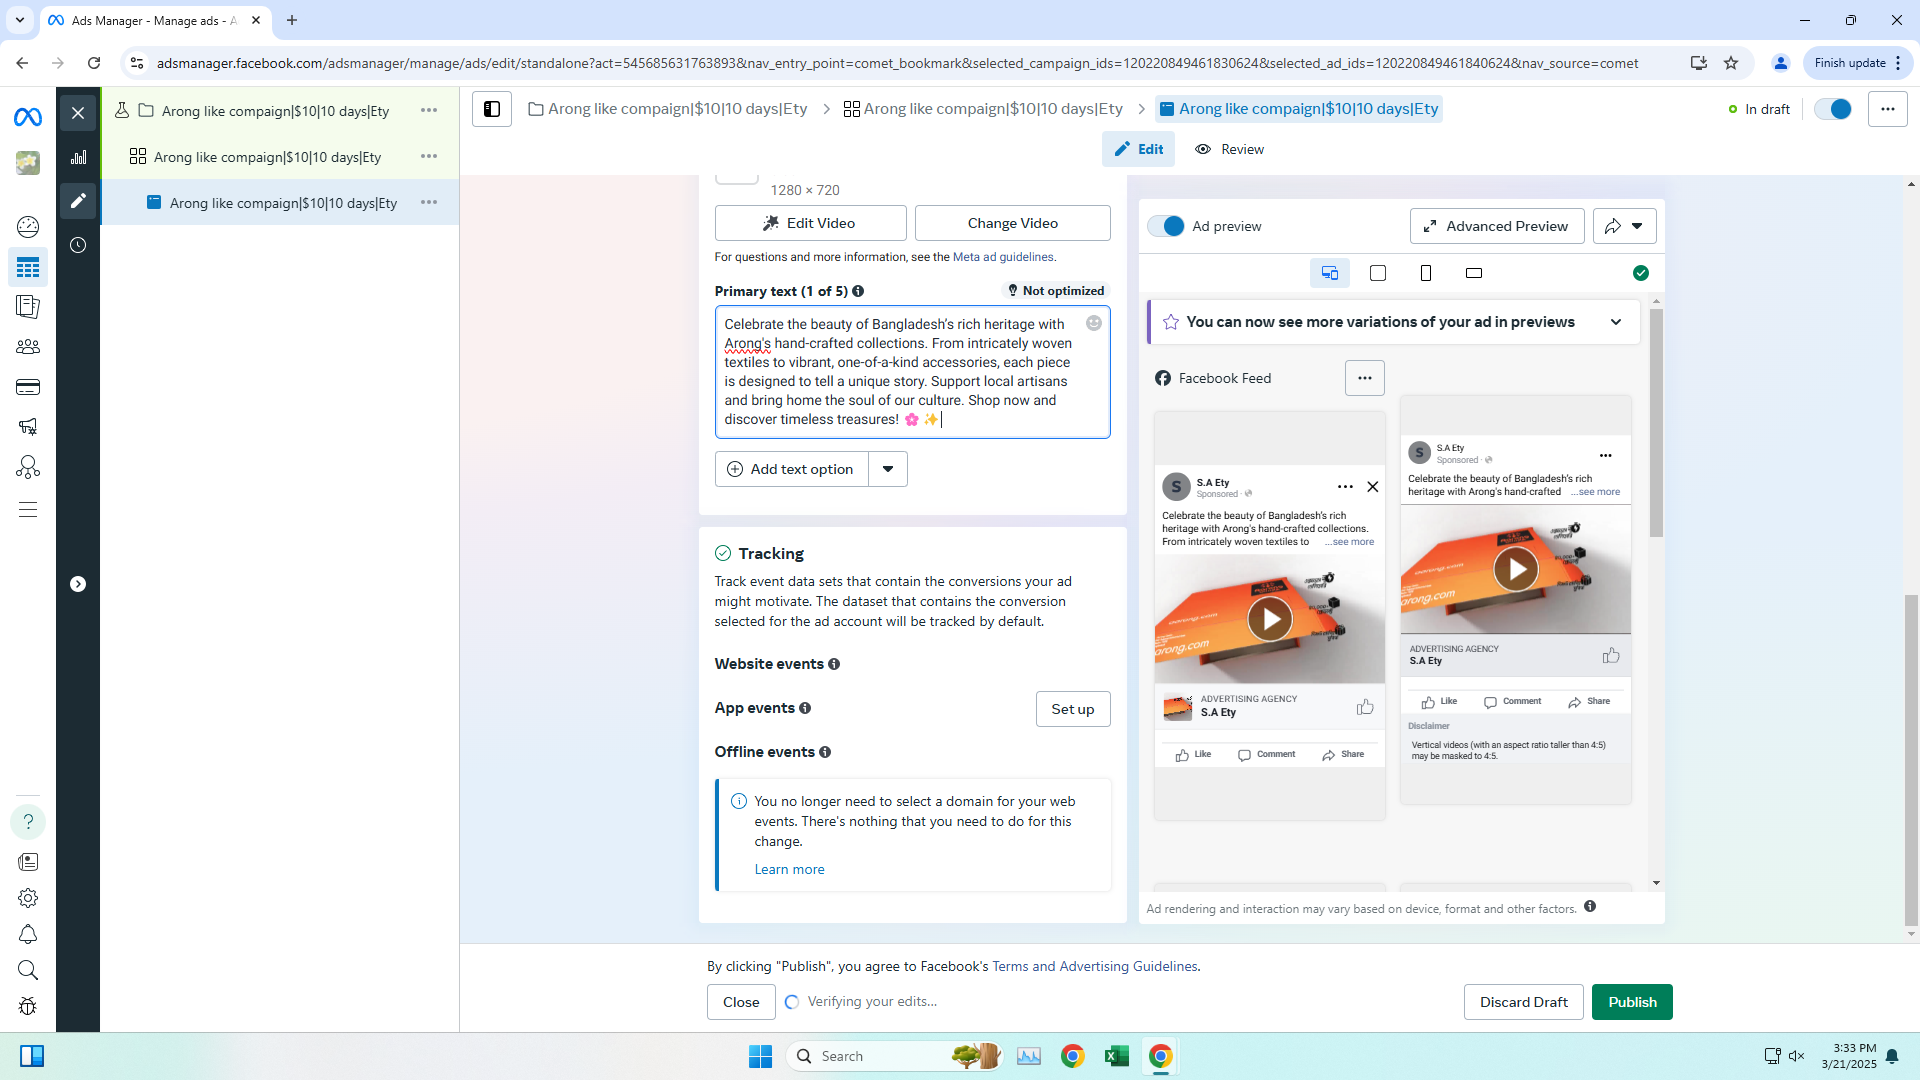 Ads Manager - Manage ads - A
adsmanager.facebook.com/adsmanager/manage/ads/edit/standalone?act=545685631763893&nav_entry_point=comet_bookmark&selected_campaign_ids=120220849461830624&selected_ad_ids=120220849461840624&nav_source=comet
Finish update
Arong like compaign|$10|10 days|Ety
Arong like compaign|$10|10 days|Ety
Arong like compaign|$10|10 days|Ety
Arong like compaign|$10|10 days|Ety
Arong like compaign|$10|10 days|Ety
Arong like compaign|$10|10 days|Ety
In draft
Edit
Review
1280 × 720
Edit Video
Change Video
For questions and more information, see the Meta ad guidelines.
Primary text (1 of 5)
Not optimized
Celebrate the beauty of Bangladesh's rich heritage with
Arong's hand-crafted collections. From intricately woven
textiles to vibrant, one-of-a-kind accessories, each piece
is designed to tell a unique story. Support local artisans
and bring home the soul of our culture. Shop now and
discover timeless treasures! 🌸 ✨
Add text option
Tracking
Track event data sets that contain the conversions your ad
might motivate. The dataset that contains the conversion
selected for the ad account will be tracked by default.
Website events
App events
Set up
Offline events
You no longer need to select a domain for your web
events. There's nothing that you need to do for this
change.
Learn more
Ad preview
Advanced Preview
You can now see more variations of your ad in previews
Facebook Feed
S
S.A Ety
Sponsored ·
Celebrate the beauty of Bangladesh's rich
heritage with Arong's hand-crafted collections.
From intricately woven textiles to ...see more
arong.com
ADVERTISING AGENCY
S.A Ety
Like
Comment
Share
S
S.A Ety
Sponsored ·
Celebrate the beauty of Bangladesh's rich
heritage with Arong's hand-crafted ...see more
arong.com
ADVERTISING AGENCY
S.A Ety
Like
Comment
Share
Disclaimer
Vertical videos (with an aspect ratio taller than 4:5)
may be masked to 4:5.
Ad rendering and interaction may vary based on device, format and other factors.
By clicking "Publish", you agree to Facebook's Terms and Advertising Guidelines.
Close
Verifying your edits...
Discard Draft
Publish
Search
3:33 PM
3/21/2025